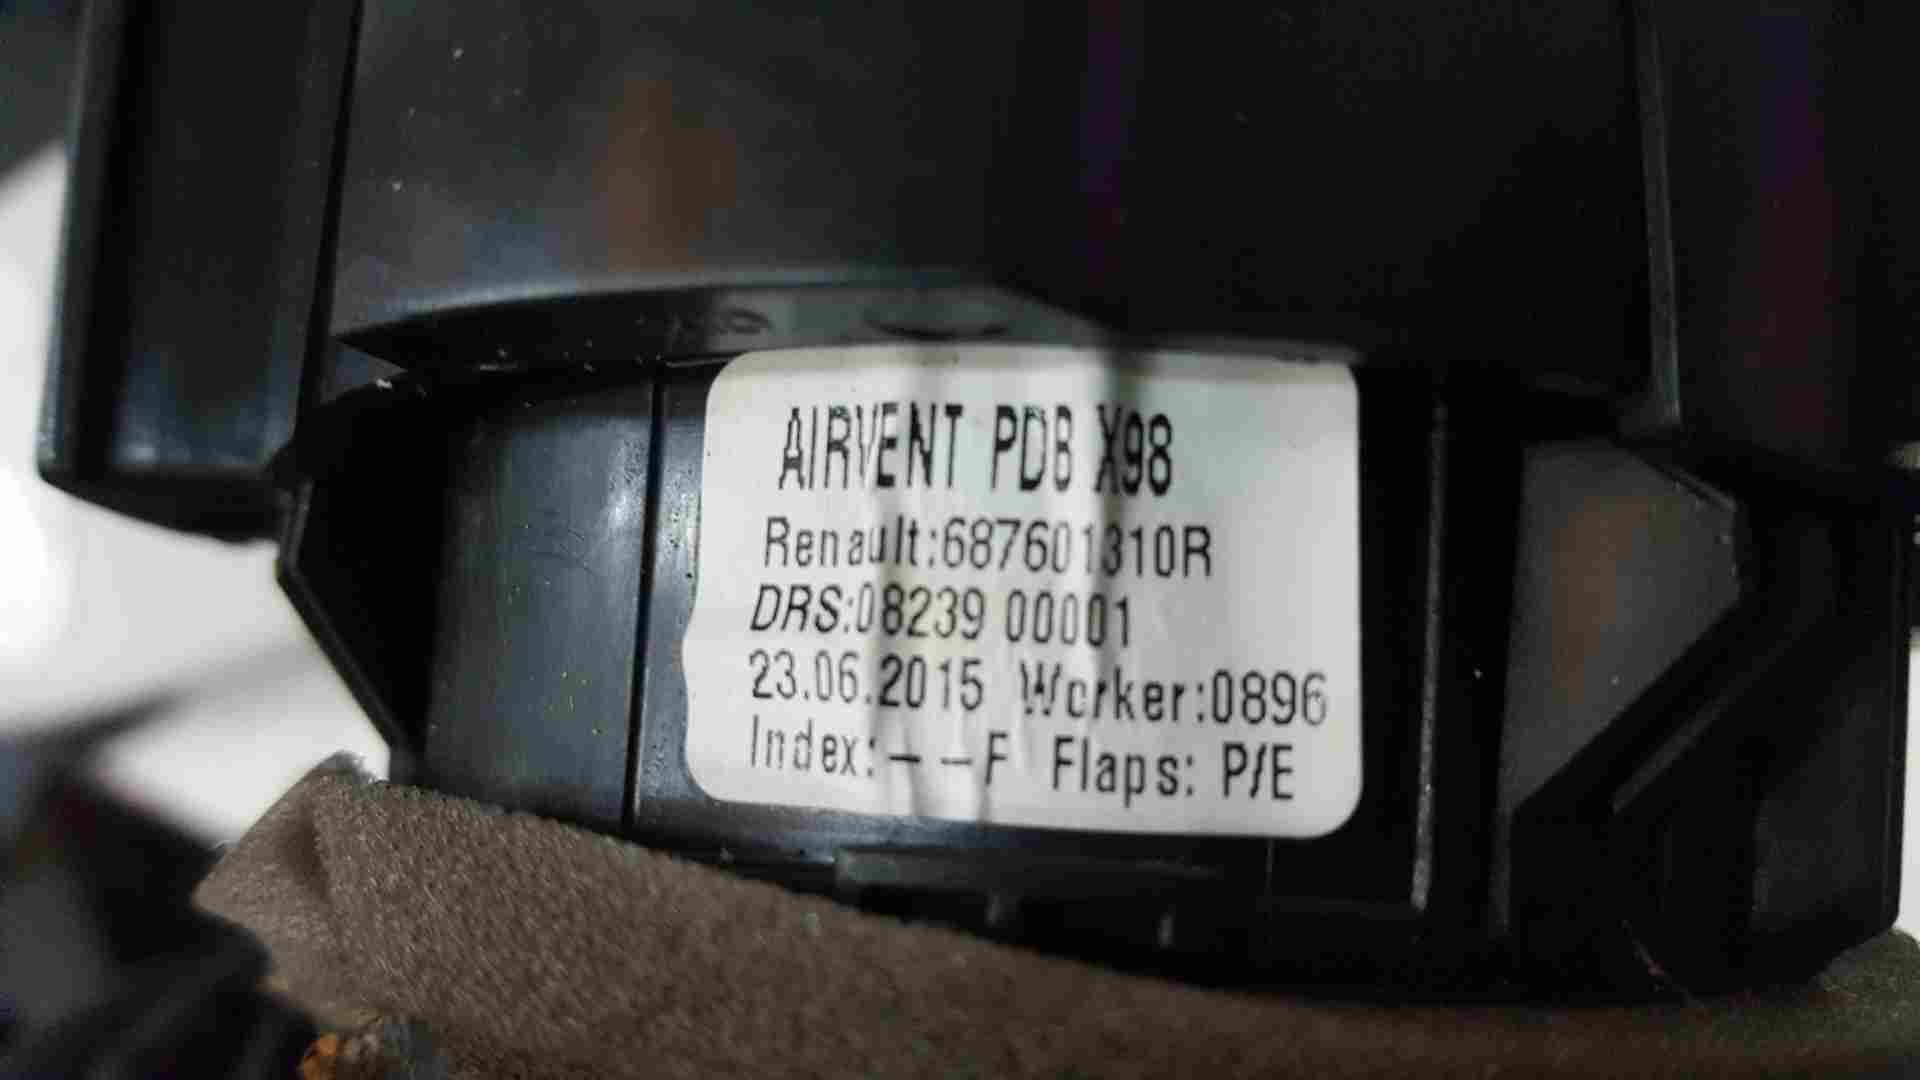 AIRVENT PDB X98
Renault:687601310R
DRS:08239 00001
23.06.2015 Worker:0896
Index:--F Flaps: P/E